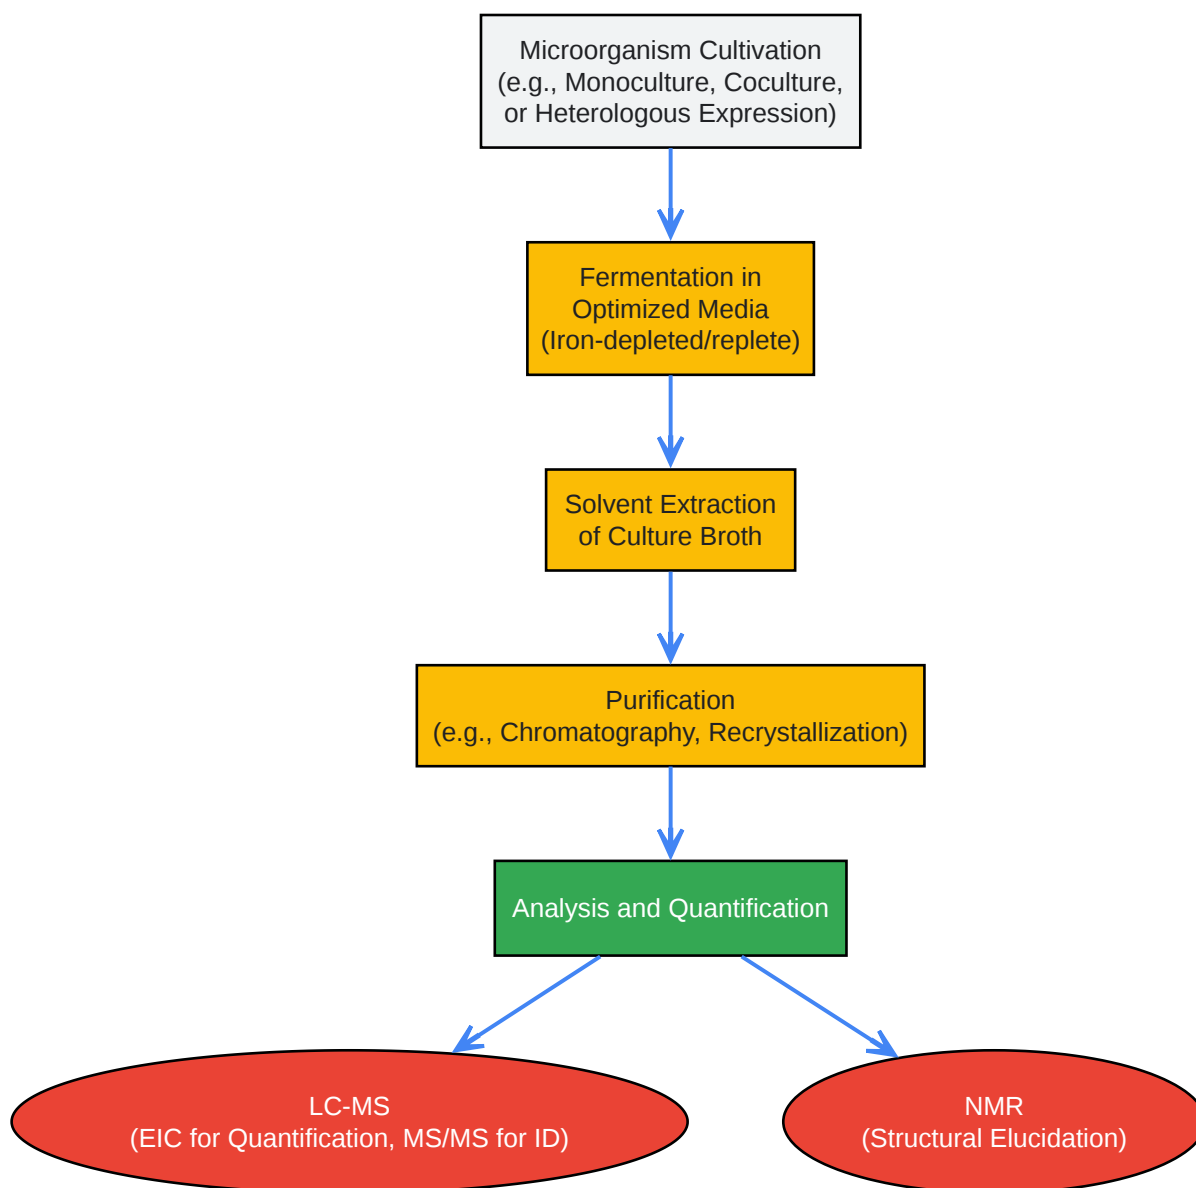 Microorganism Cultivation
(e.g., Monoculture, Coculture,
or Heterologous Expression)
Fermentation in
Optimized Media
(Iron-depleted/replete)
Solvent Extraction
of Culture Broth
Purification
(e.g., Chromatography, Recrystallization)
Analysis and Quantification
LC-MS
(EIC for Quantification, MS/MS for ID)
NMR
(Structural Elucidation)